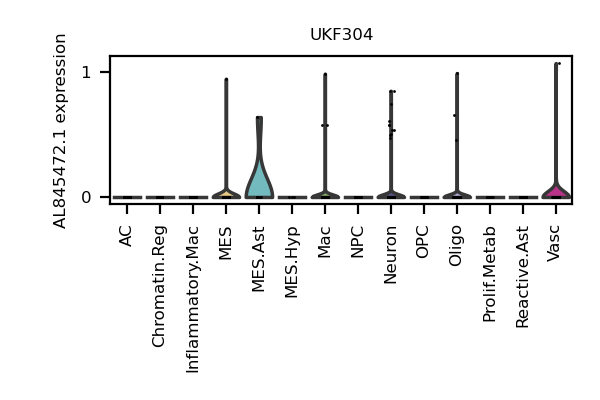 UKF304
AL845472.1 expression
1
0
AC
Chromatin.Reg
Inflammatory.Mac
MES
MES.Ast
MES.Hyp
Mac
NPC
Neuron
OPC
Oligo
Prolif.Metab
Reactive.Ast
Vasc